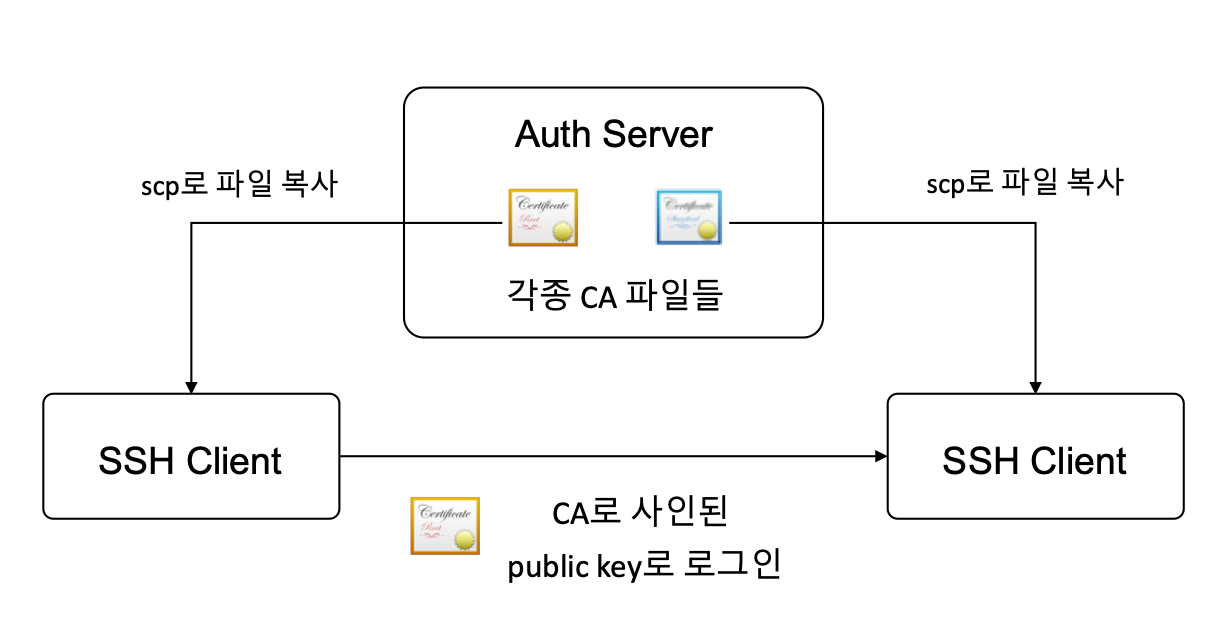 Auth Server
scp로 파일 복사
scp로 파일 복사
Certificate
Root
Certificate
Standard
각종 CA 파일들
SSH Client
SSH Client
Certificate
Root
CA로 사인된
public key로 로그인